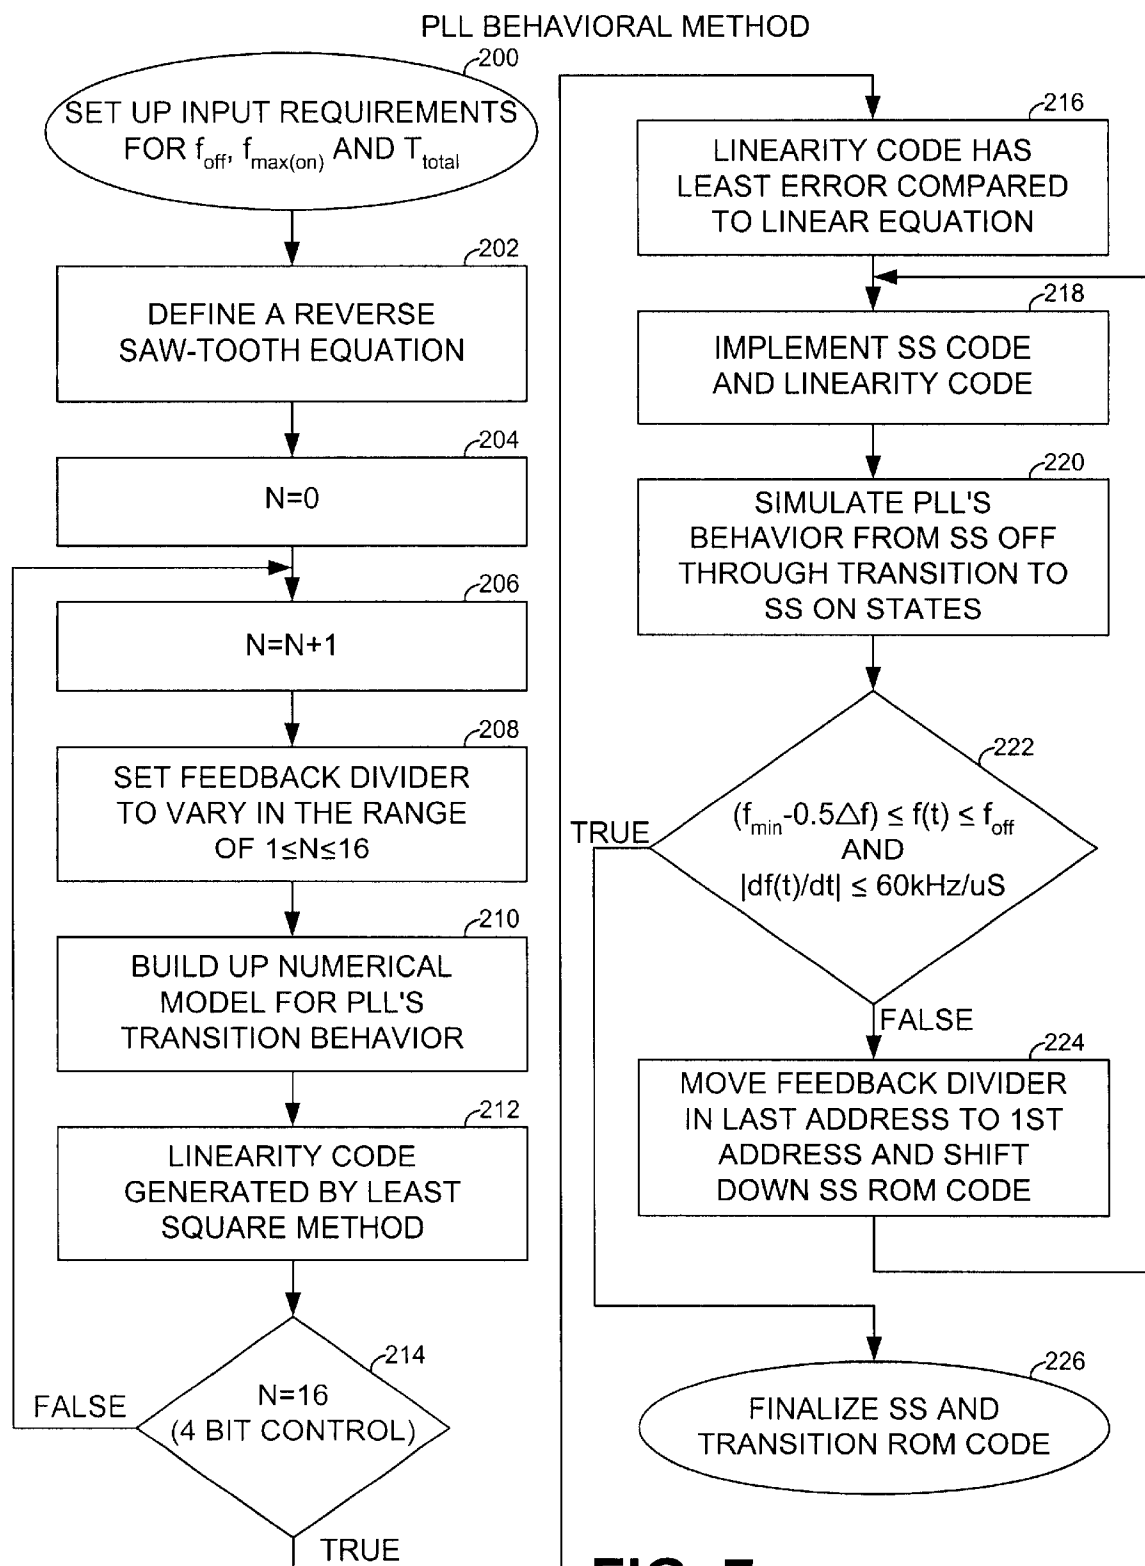 PLL BEHAVIORAL METHOD
200
SET UP INPUT REQUIREMENTS
FOR f_off, f_max(on) AND T_total
202
DEFINE A REVERSE
SAW-TOOTH EQUATION
204
N=0
206
N=N+1
208
SET FEEDBACK DIVIDER
TO VARY IN THE RANGE
OF 1≤N≤16
210
BUILD UP NUMERICAL
MODEL FOR PLL'S
TRANSITION BEHAVIOR
212
LINEARITY CODE
GENERATED BY LEAST
SQUARE METHOD
214
N=16
(4 BIT CONTROL)
FALSE
TRUE
216
LINEARITY CODE HAS
LEAST ERROR COMPARED
TO LINEAR EQUATION
218
IMPLEMENT SS CODE
AND LINEARITY CODE
220
SIMULATE PLL'S
BEHAVIOR FROM SS OFF
THROUGH TRANSITION TO
SS ON STATES
222
(f_min-0.5Δf) ≤ f(t) ≤ f_off
AND
|df(t)/dt| ≤ 60kHz/uS
TRUE
FALSE
224
MOVE FEEDBACK DIVIDER
IN LAST ADDRESS TO 1ST
ADDRESS AND SHIFT
DOWN SS ROM CODE
226
FINALIZE SS AND
TRANSITION ROM CODE